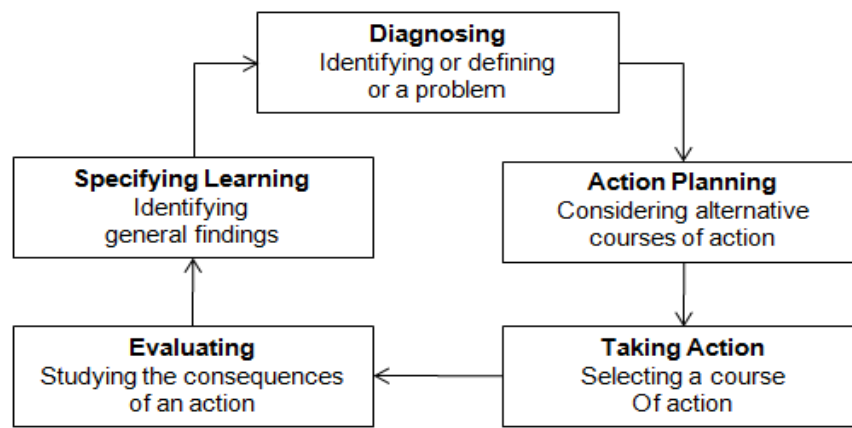 Diagnosing
Identifying or defining
or a problem
Action Planning
Considering alternative
courses of action
Taking Action
Selecting a course
Of action
Evaluating
Studying the consequences
of an action
Specifying Learning
Identifying
general findings